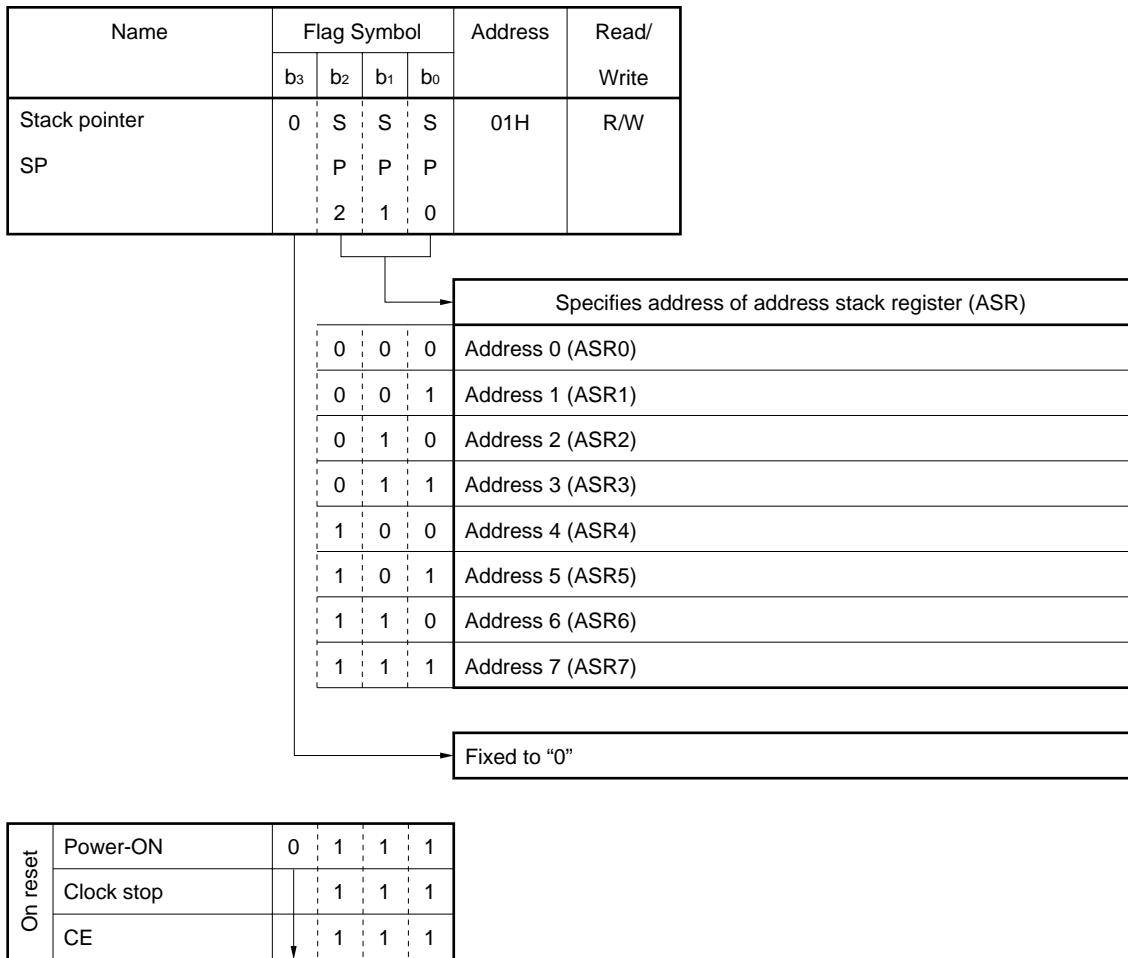 Name Flag Symbol Address Read/
b3 b2 b1 b0 Write
Stack pointer 0 S S S 01H R/W
SP P P P
2 1 0
Specifies address of address stack register (ASR)
0 0 0 Address 0 (ASR0)
0 0 1 Address 1 (ASR1)
0 1 0 Address 2 (ASR2)
0 1 1 Address 3 (ASR3)
1 0 0 Address 4 (ASR4)
1 0 1 Address 5 (ASR5)
1 1 0 Address 6 (ASR6)
1 1 1 Address 7 (ASR7)
Fixed to “0”
On reset
Power-ON 0 1 1 1
Clock stop 1 1 1
CE 1 1 1